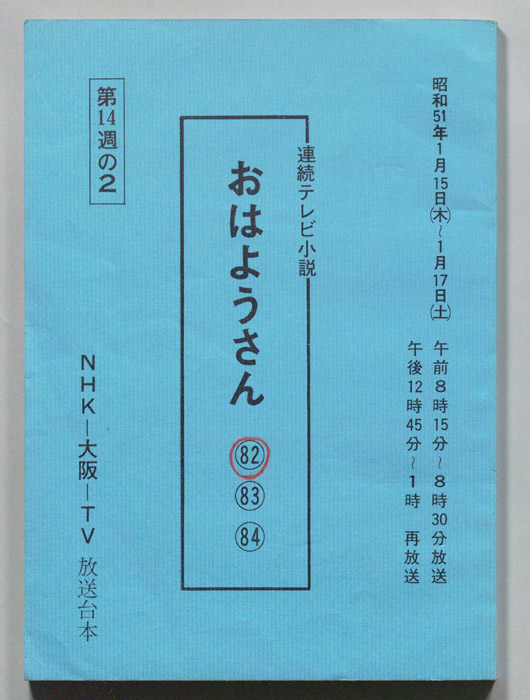 昭和51年1月15日(木)~1月17日(土)
午前8時15分~8時30分放送
午後12時45分~1時 再放送
連続テレビ小説
おはようさん
82
83
84
第14週の2
NHK-大阪-TV 放送台本